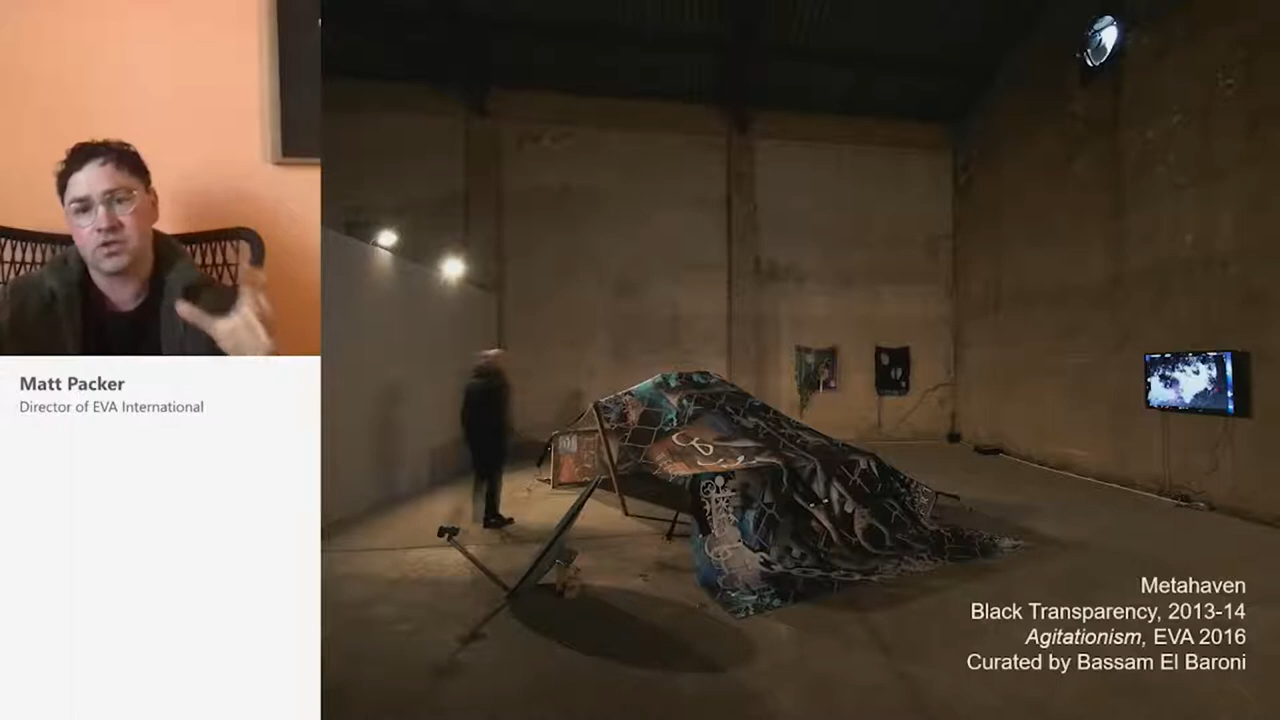 Matt Packer
Director of EVA International
Metahaven
Black Transparency, 2013-14
Agitationism, EVA 2016
Curated by Bassam El Baroni